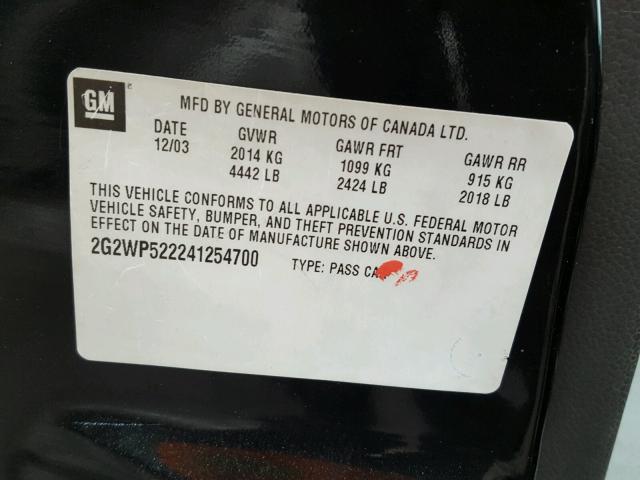 GM
MFD BY GENERAL MOTORS OF CANADA LTD.
DATE GVWR GAWR FRT GAWR RR
12/03 2014 KG 1099 KG 915 KG
4442 LB 2424 LB 2018 LB
THIS VEHICLE CONFORMS TO ALL APPLICABLE U.S. FEDERAL MOTOR
VEHICLE SAFETY, BUMPER, AND THEFT PREVENTION STANDARDS IN
EFFECT ON THE DATE OF MANUFACTURE SHOWN ABOVE.
2G2WP522241254700 TYPE: PASS CA